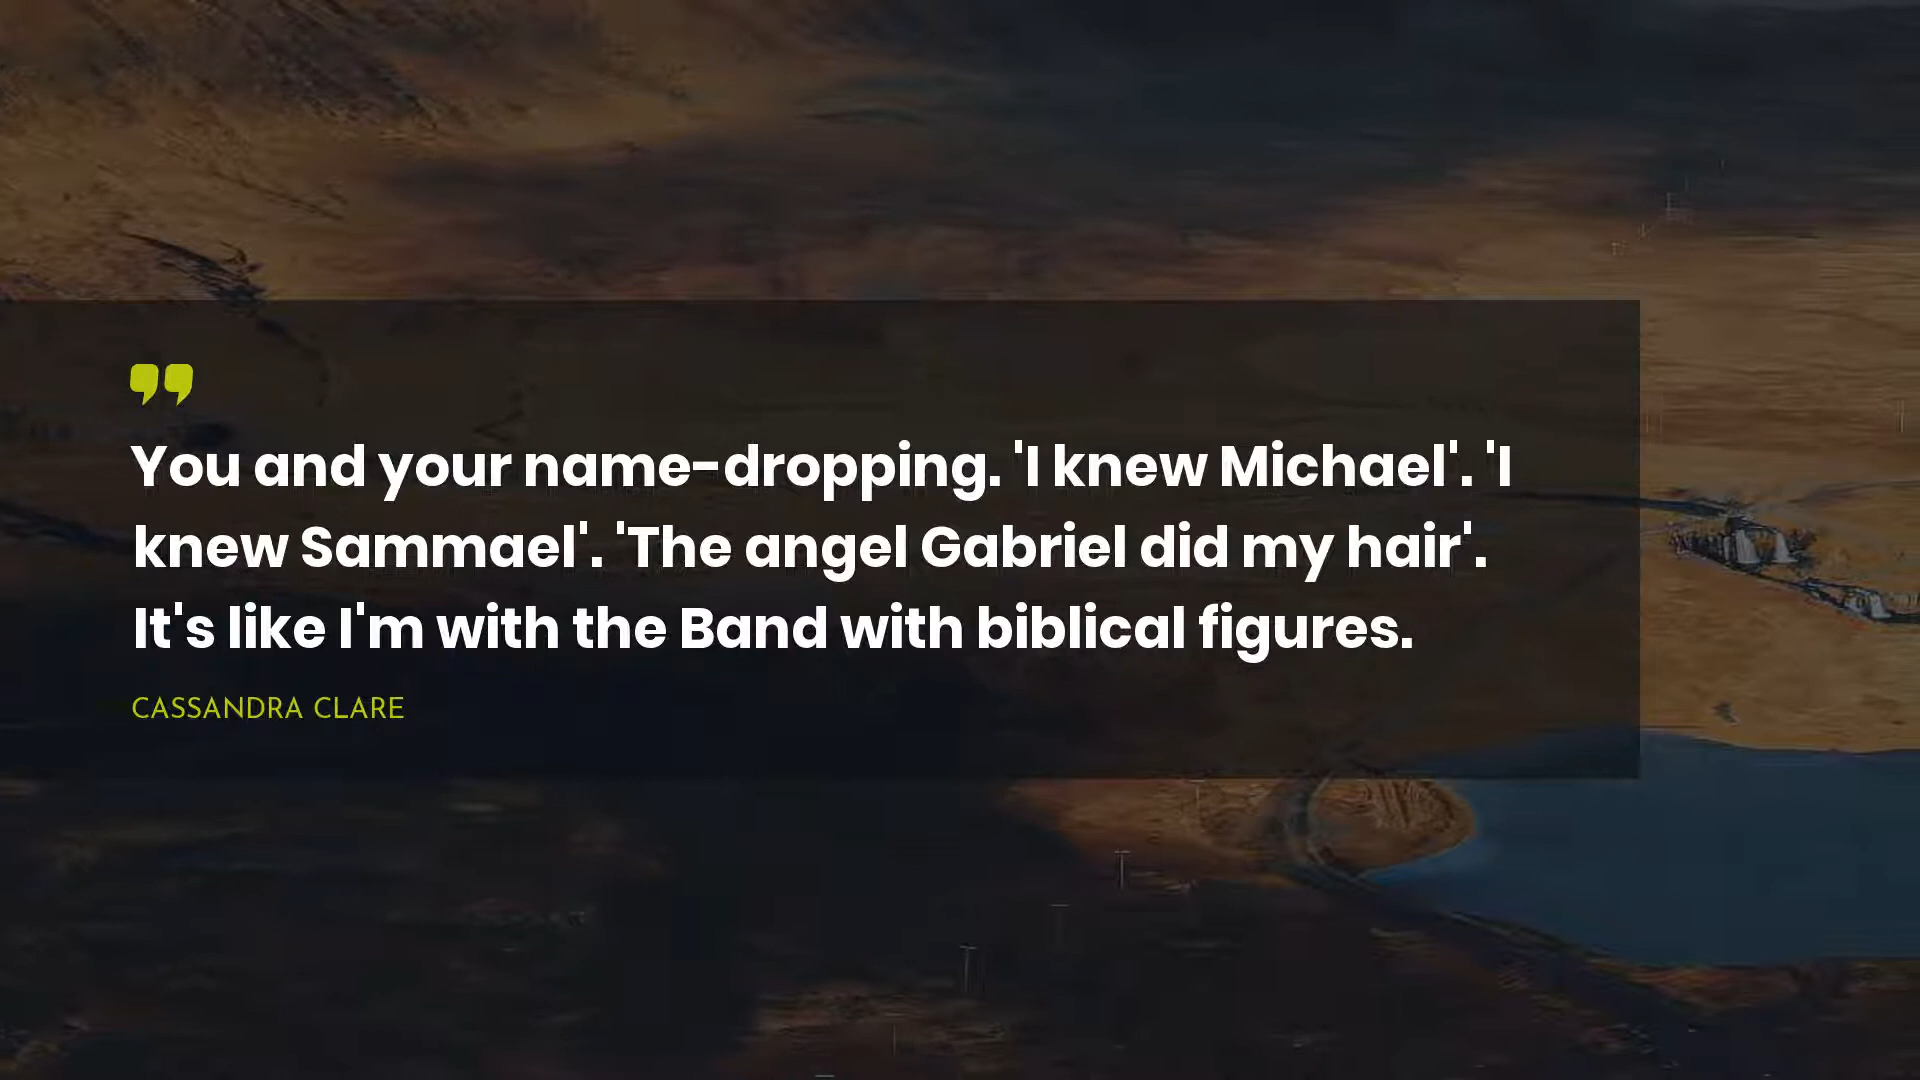 You and your name-dropping. 'I knew Michael'. 'I
knew Sammael'. 'The angel Gabriel did my hair'.
It's like I'm with the Band with biblical figures.
CASSANDRA CLARE